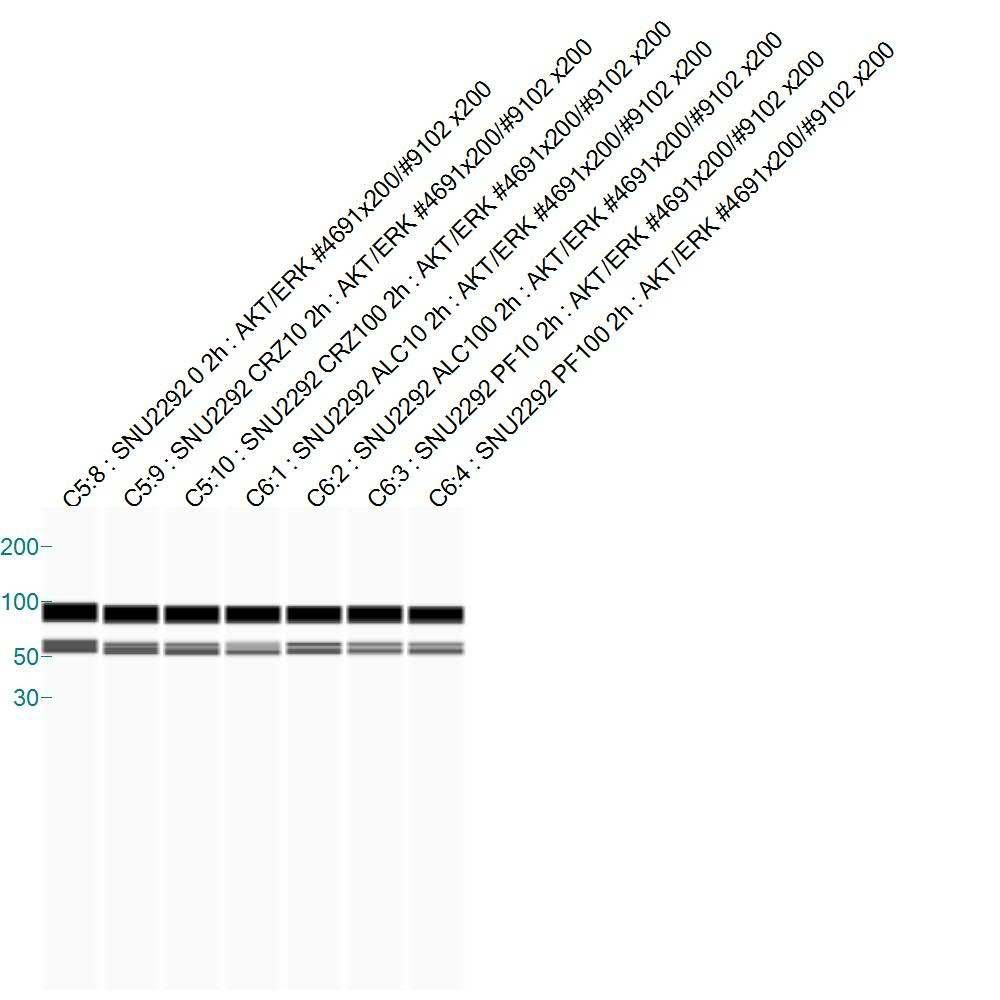 C5:8 : SNU2292 0 2h : AKT/ERK #4691x200/#9102 x200
C5:9 : SNU2292 CRZ10 2h : AKT/ERK #4691x200/#9102 x200
C5:10 : SNU2292 CRZ100 2h : AKT/ERK #4691x200/#9102 x200
C6:1 : SNU2292 ALC10 2h : AKT/ERK #4691x200/#9102 x200
C6:2 : SNU2292 ALC100 2h : AKT/ERK #4691x200/#9102 x200
C6:3 : SNU2292 PF10 2h : AKT/ERK #4691x200/#9102 x200
C6:4 : SNU2292 PF100 2h : AKT/ERK #4691x200/#9102 x200
200
100
50
30